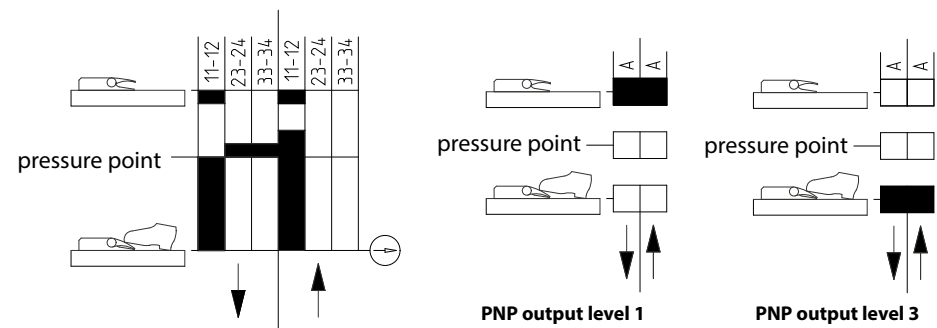 11-12
23-24
33-34
11-12
23-24
33-34
pressure point
A
A
pressure point
PNP output level 1
A
A
pressure point
PNP output level 3